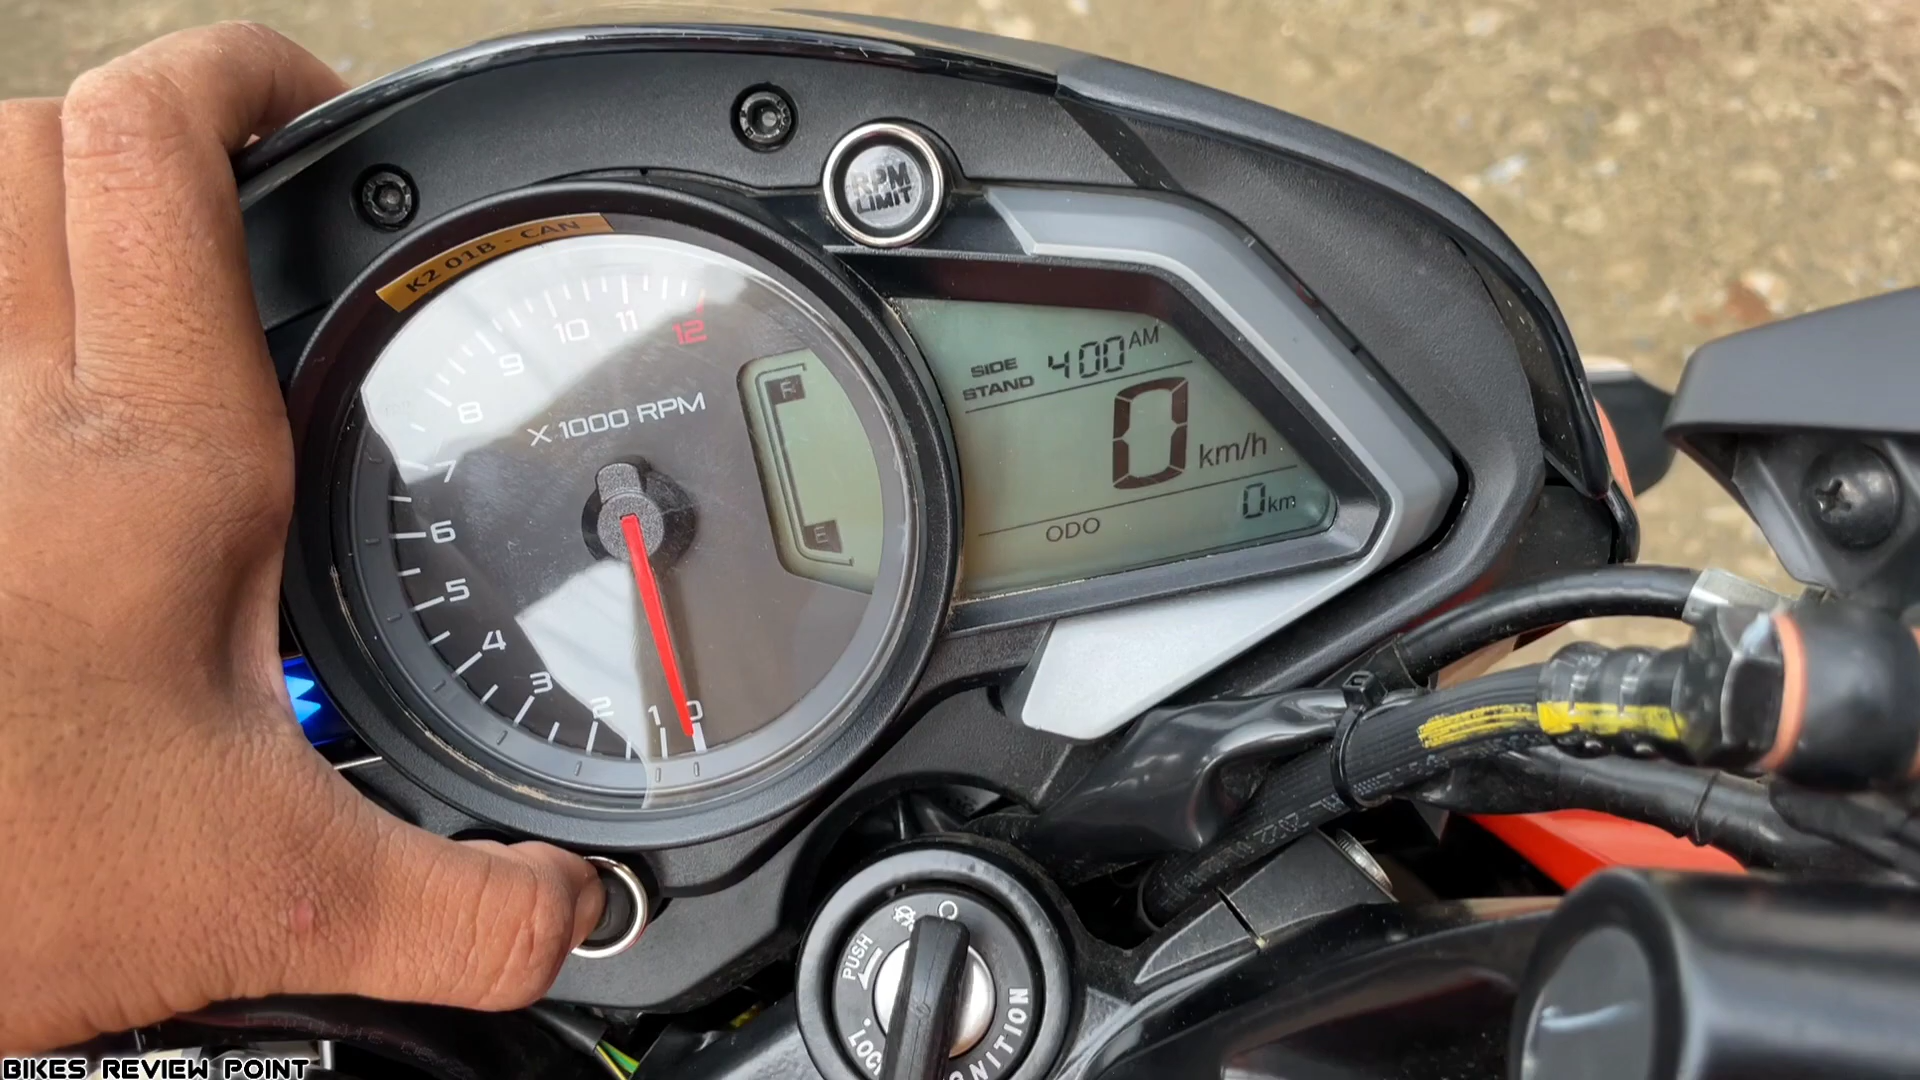 RPM
LIMIT
K2 01B - CAN
12
11
10
9
8
7
6
5
4
3
2
1
0
X 1000 RPM
F
E
SIDE
STAND
4:00 AM
0 km/h
ODO 0 km
PUSH
LOCK
IGNITION
BIKES REVIEW POINT